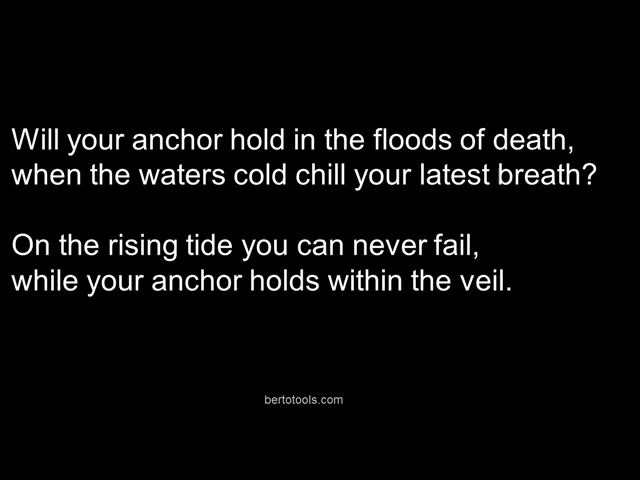 Will your anchor hold in the floods of death,
when the waters cold chill your latest breath?
On the rising tide you can never fail,
while your anchor holds within the veil.
bertotools.com